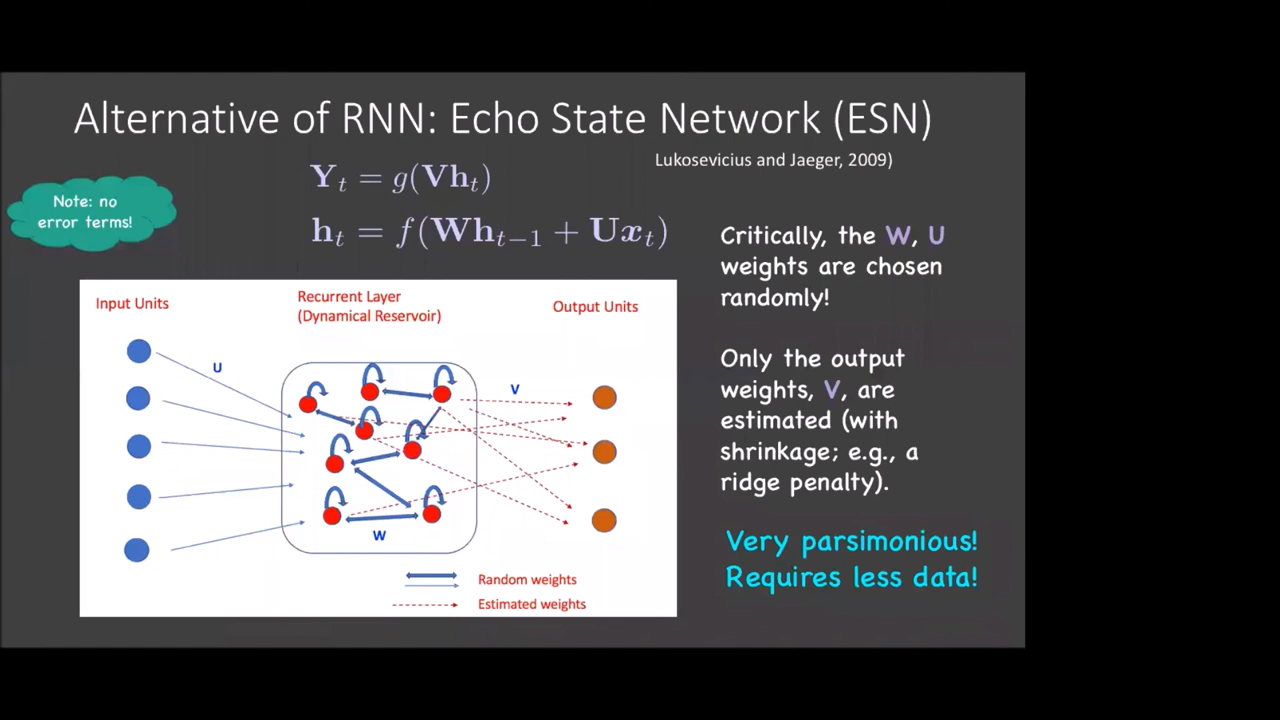 Alternative of RNN: Echo State Network (ESN)
Lukosevicius and Jaeger, 2009)
Y_t = g(Vh_t)
h_t = f(Wh_{t-1} + Ux_t)
Note: no
error terms!
Input Units
Recurrent Layer
(Dynamical Reservoir)
Output Units
U
V
W
Random weights
Estimated weights
Critically, the W, U
weights are chosen
randomly!
Only the output
weights, V, are
estimated (with
shrinkage; e.g., a
ridge penalty).
Very parsimonious!
Requires less data!